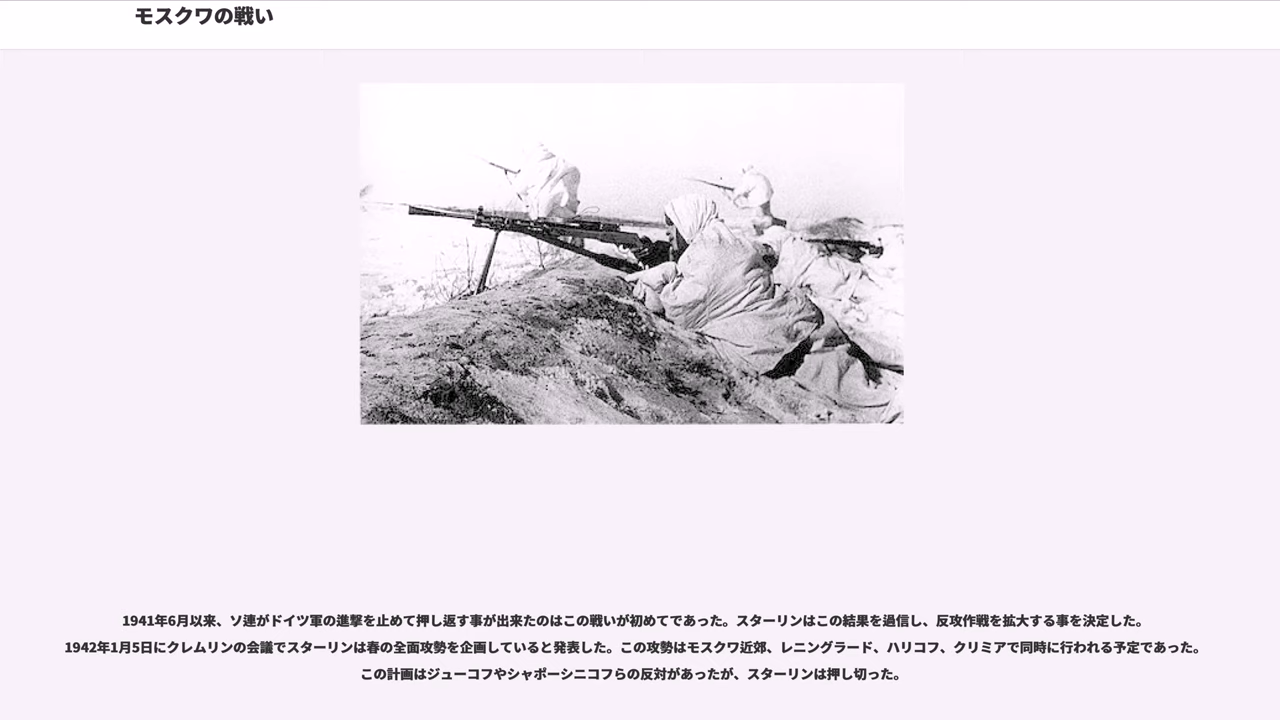 モスクワの戦い
1941年6月以来、ソ連がドイツ軍の進撃を止めて押し返す事が出来たのはこの戦いが初めてであった。スターリンはこの結果を過信し、反攻作戦を拡大する事を決定した。
1942年1月5日にクレムリンの会議でスターリンは春の全面攻勢を企画していると発表した。この攻勢はモスクワ近郊、レニングラード、ハリコフ、クリミアで同時に行われる予定であった。
この計画はジューコフやシャポーシニコフらの反対があったが、スターリンは押し切った。